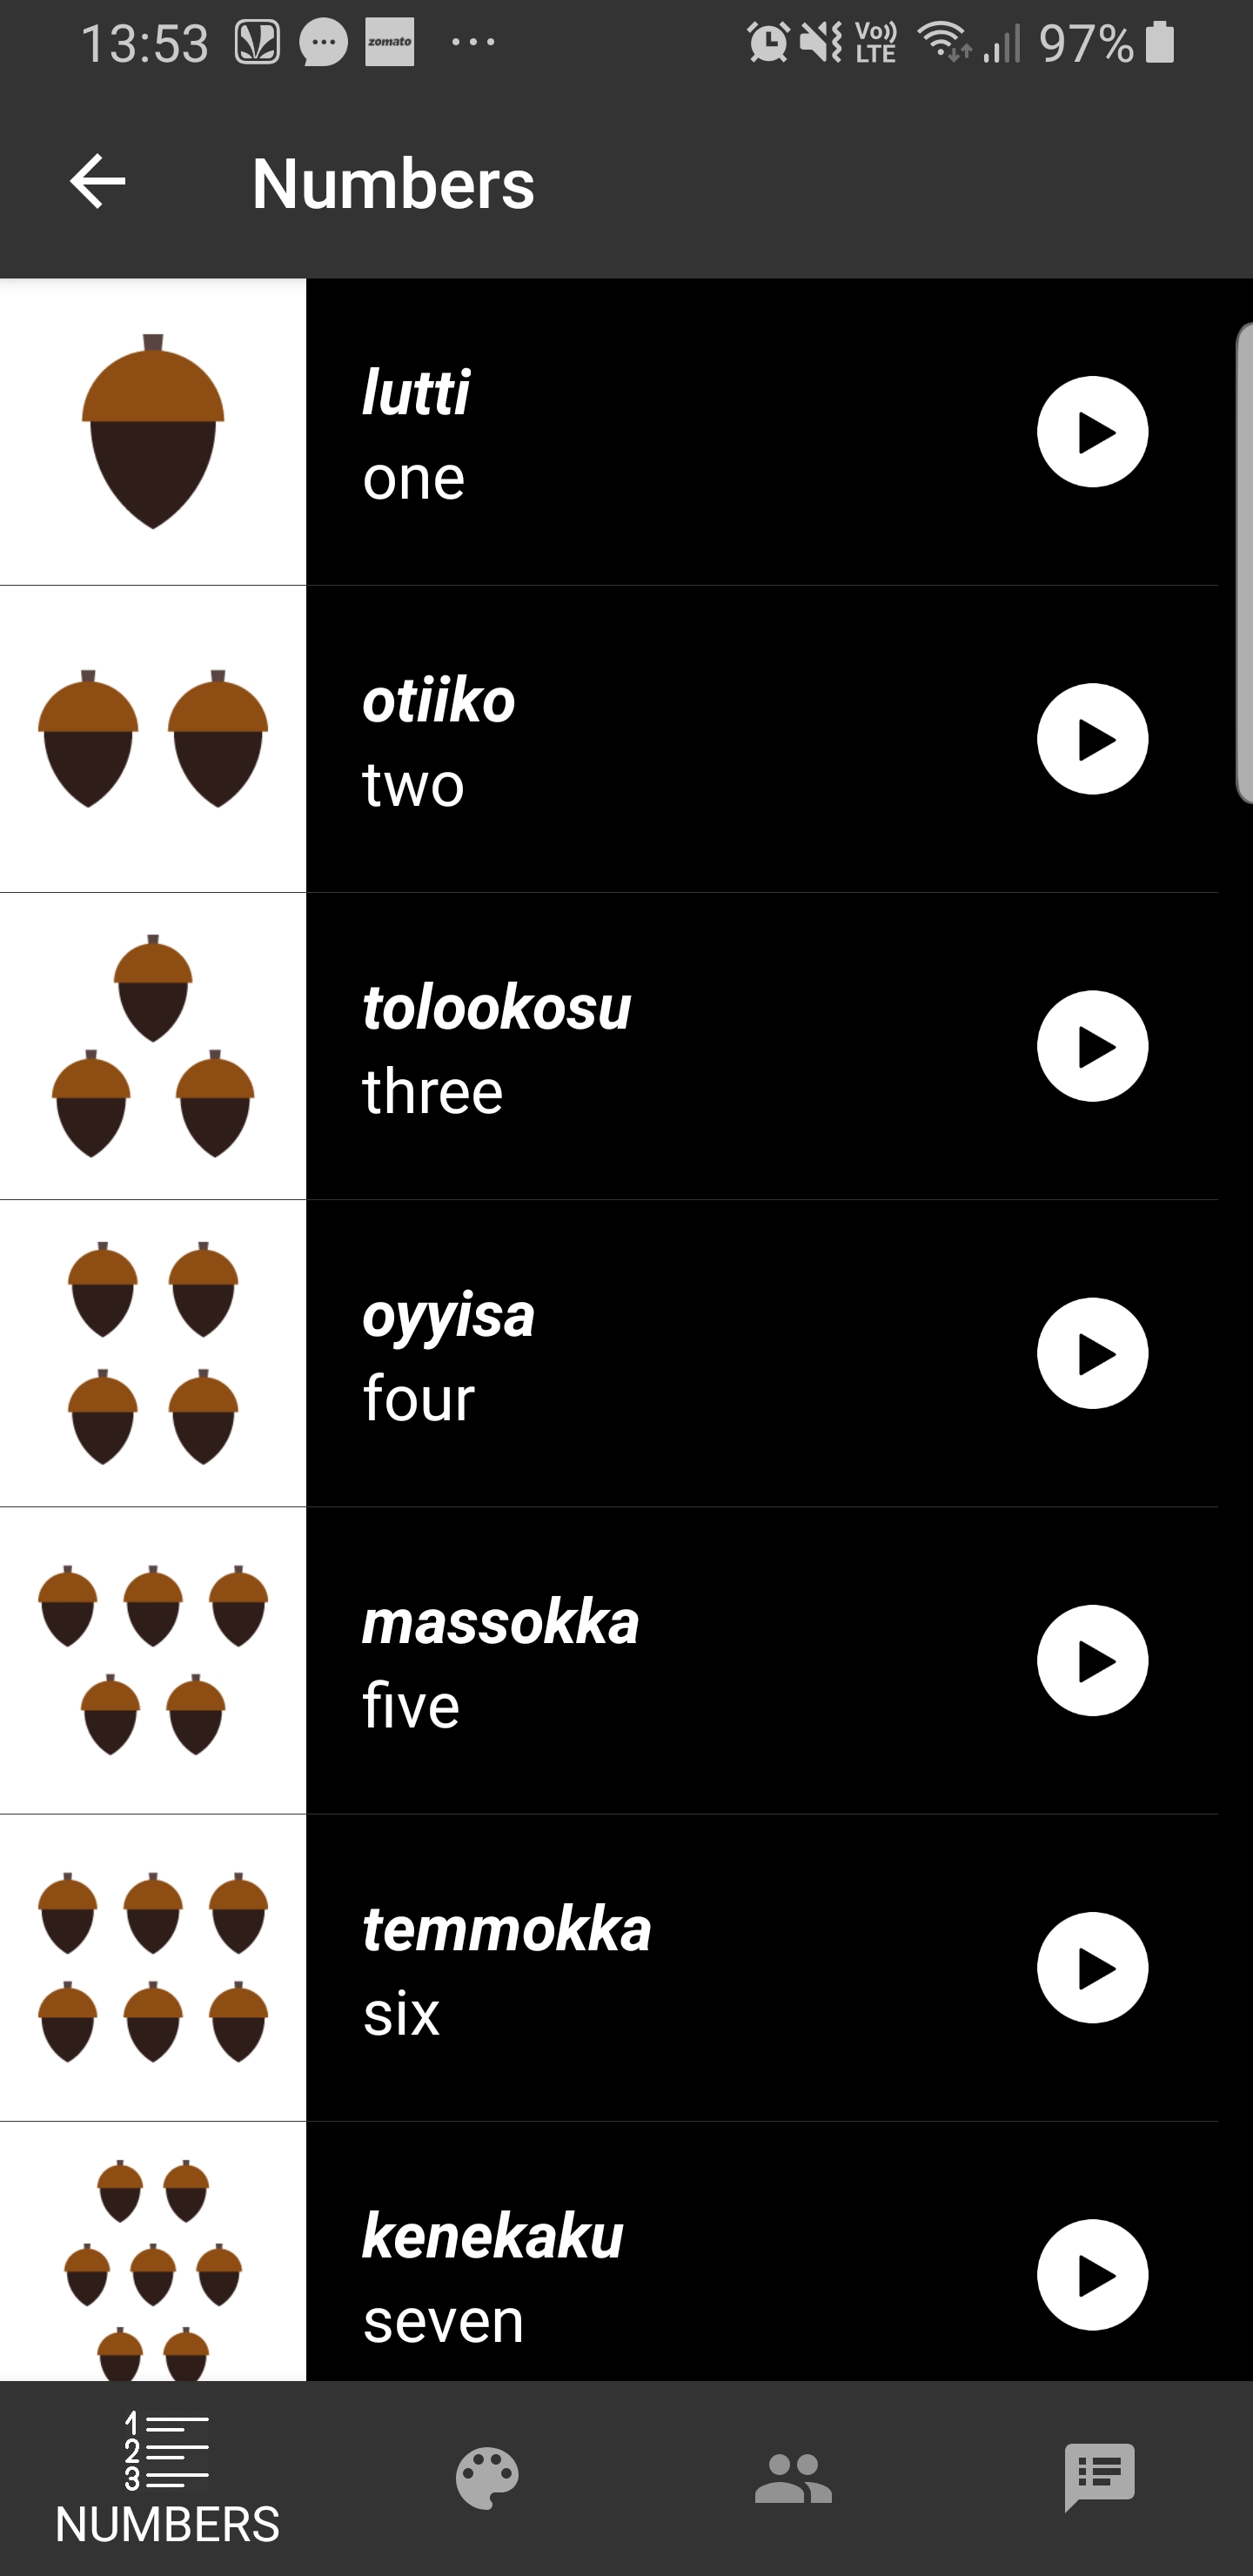 13:53 zomato ... Vo)) LTE 97%
Numbers
lutti
one
otiiko
two
tolookosu
three
oyyisa
four
massokka
five
temmokka
six
kenekaku
seven
1
2
3
NUMBERS